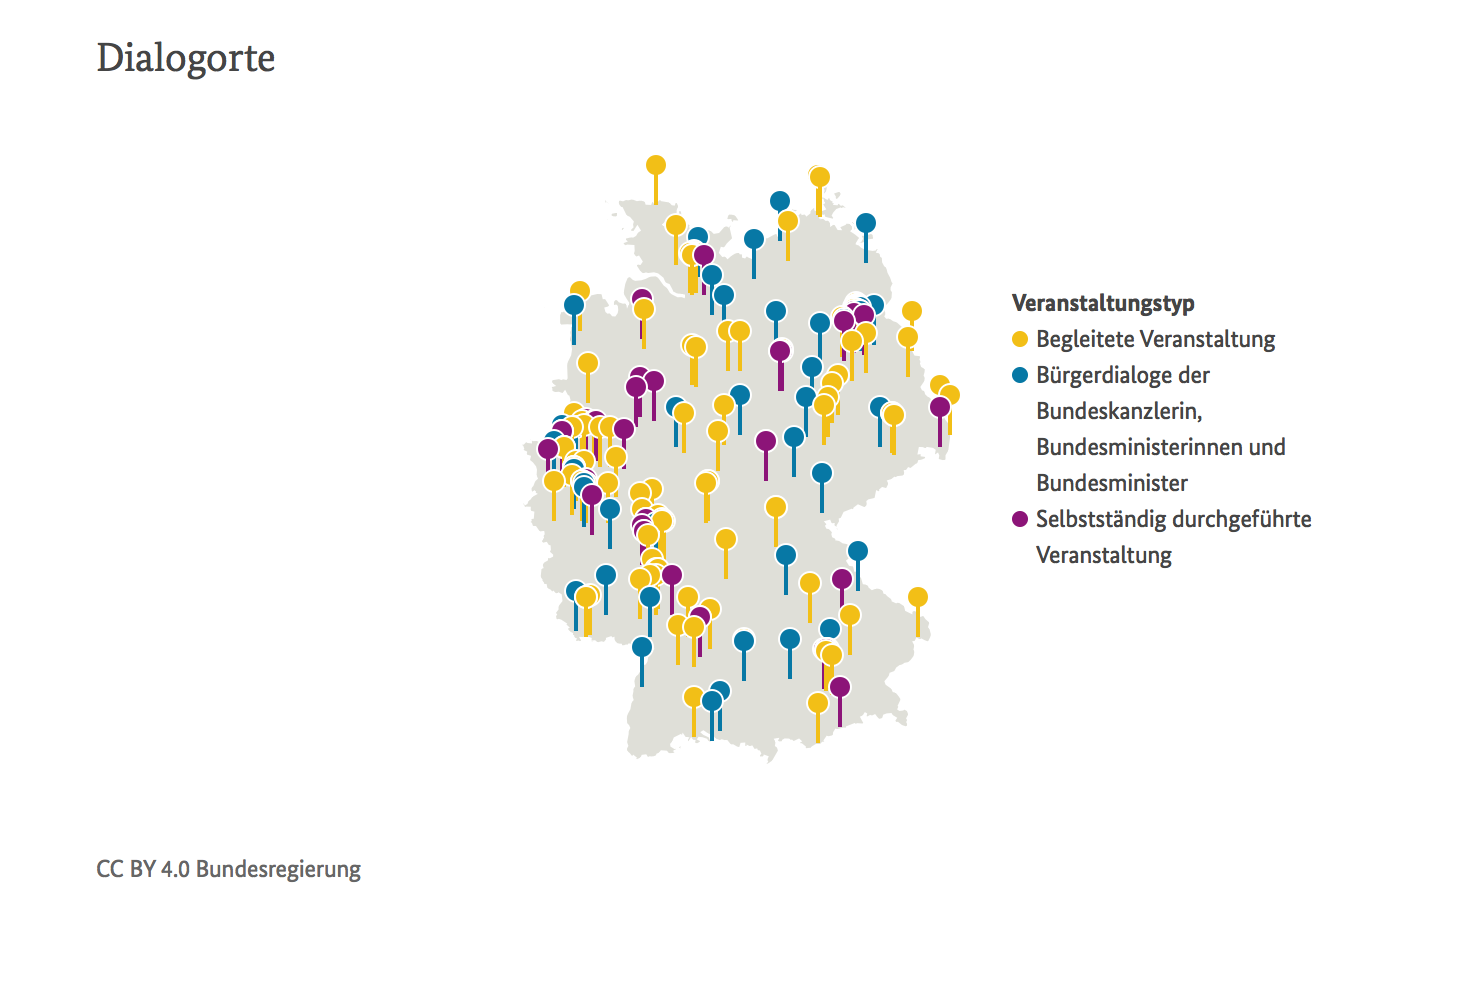 Dialogorte
Veranstaltungstyp
Begleitete Veranstaltung
Bürgerdialoge der
Bundeskanzlerin,
Bundesministerinnen und
Bundesminister
Selbstständig durchgeführte
Veranstaltung
CC BY 4.0 Bundesregierung